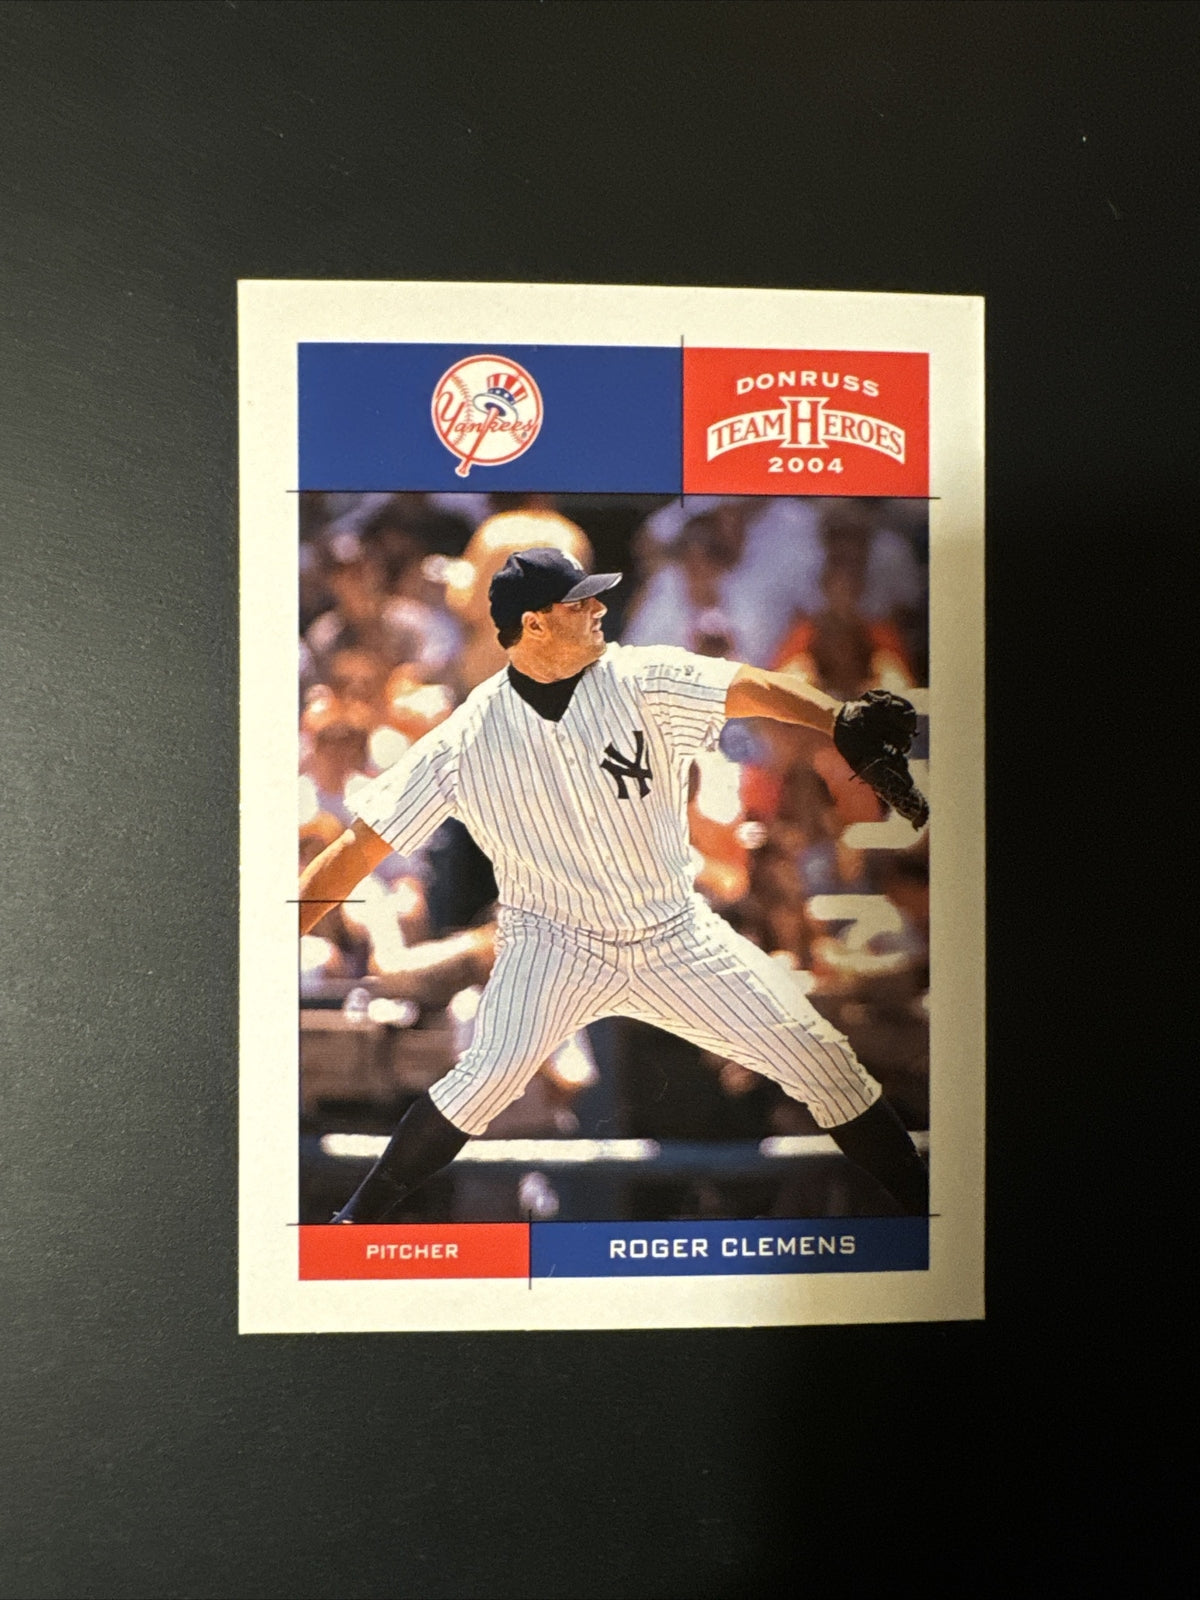 Yankees
DONRUSS
TEAM HEROES
2004
NY
PITCHER
ROGER CLEMENS